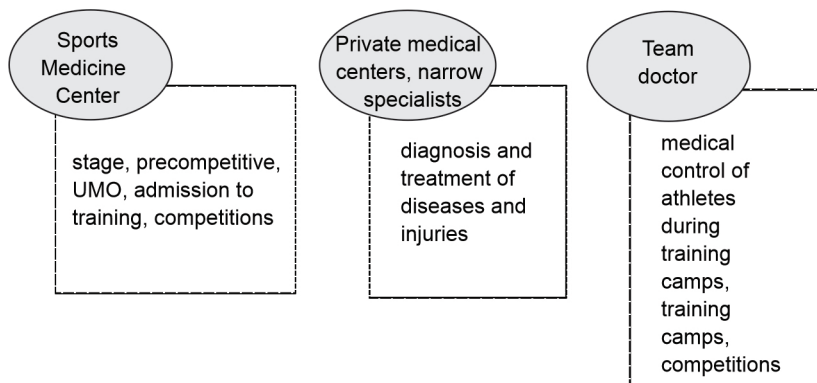 Sports
Medicine
Center
stage, precompetitive,
UMO, admission to
training, competitions
Private medical
centers, narrow
specialists
diagnosis and
treatment of
diseases and
injuries
Team
doctor
medical
control of
athletes
during
training
camps,
training
camps,
competitions